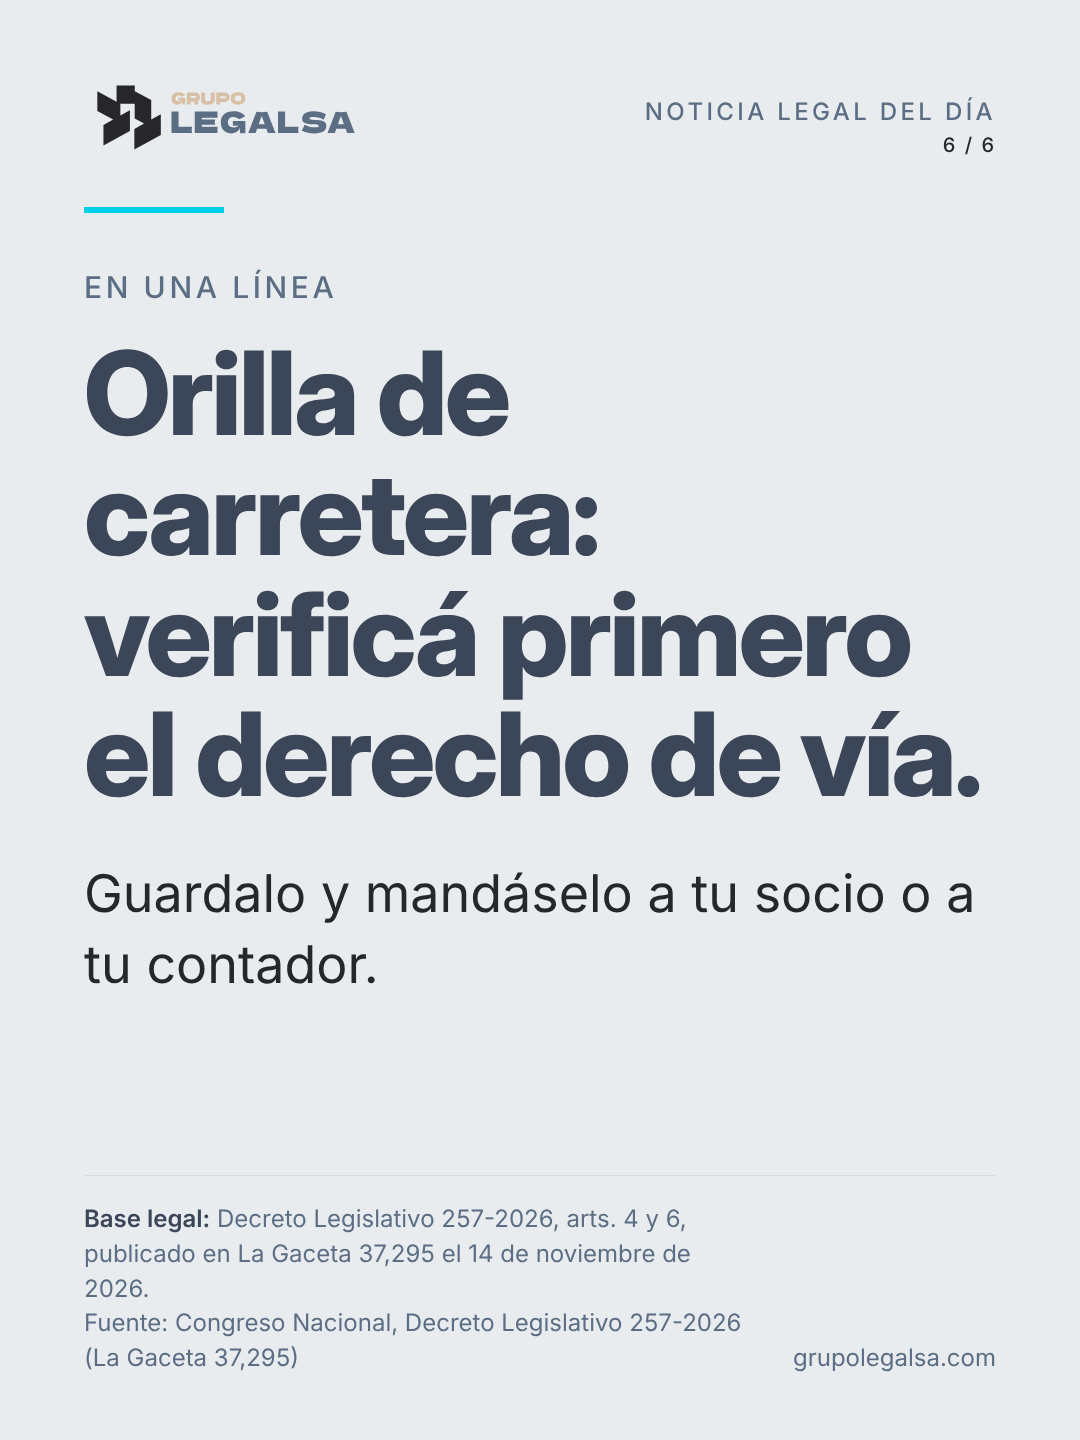 GRUPO
LEGALSA
NOTICIA LEGAL DEL DÍA
6 / 6
EN UNA LÍNEA
Orilla de
carretera:
verificá primero
el derecho de vía.
Guardalo y mandáselo a tu socio o a
tu contador.
Base legal: Decreto Legislativo 257-2026, arts. 4 y 6,
publicado en La Gaceta 37,295 el 14 de noviembre de
2026.
Fuente: Congreso Nacional, Decreto Legislativo 257-2026
(La Gaceta 37,295)
grupolegalsa.com